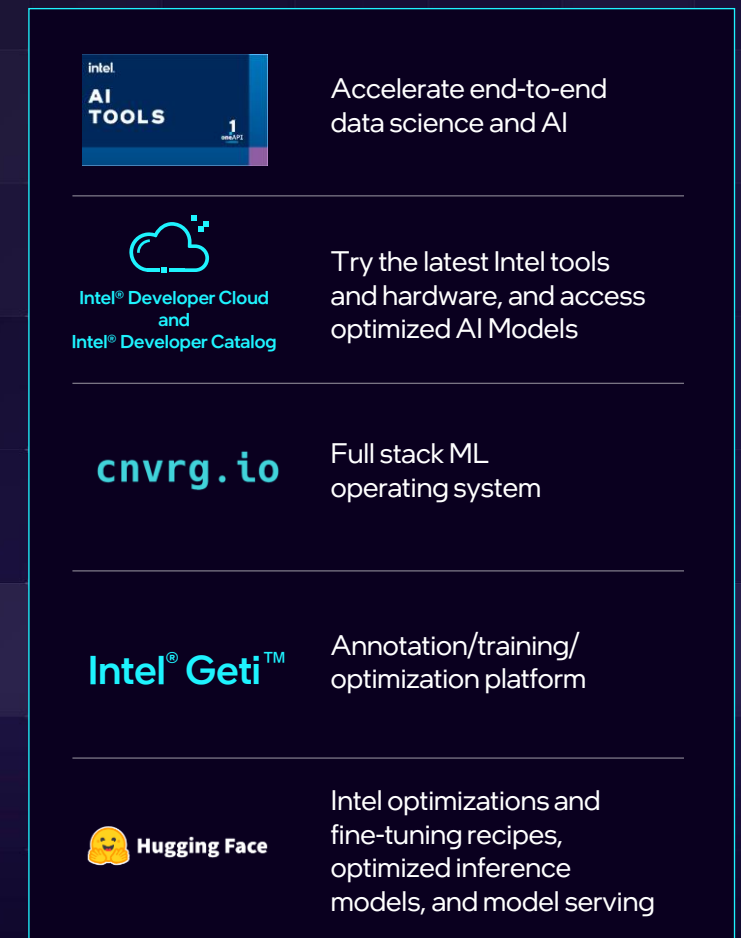 intel.
AI
TOOLS
1
oneAPI
Accelerate end-to-end
data science and AI
Intel® Developer Cloud
and
Intel® Developer Catalog
Try the latest Intel tools
and hardware, and access
optimized AI Models
cnvrg.io
Full stack ML
operating system
Intel® Geti™
Annotation/training/
optimization platform
Hugging Face
Intel optimizations and
fine-tuning recipes,
optimized inference
models, and model serving